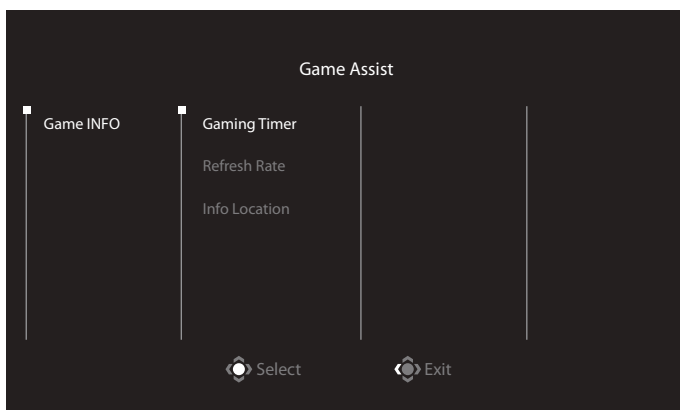 Game Assist
Game INFO
Gaming Timer
Refresh Rate
Info Location
Select Exit